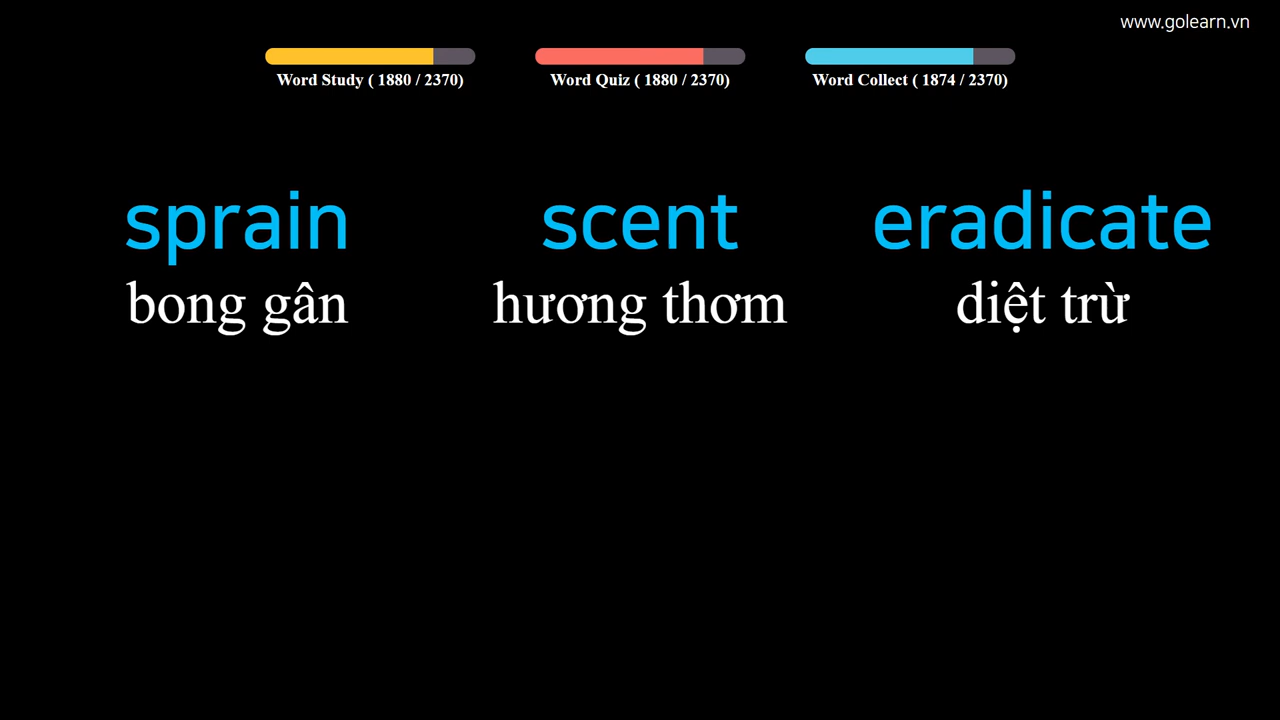 www.golearn.vn
Word Study ( 1880 / 2370)
Word Quiz ( 1880 / 2370)
Word Collect ( 1874 / 2370)
sprain
scent
eradicate
bong gân
hương thơm
diệt trừ